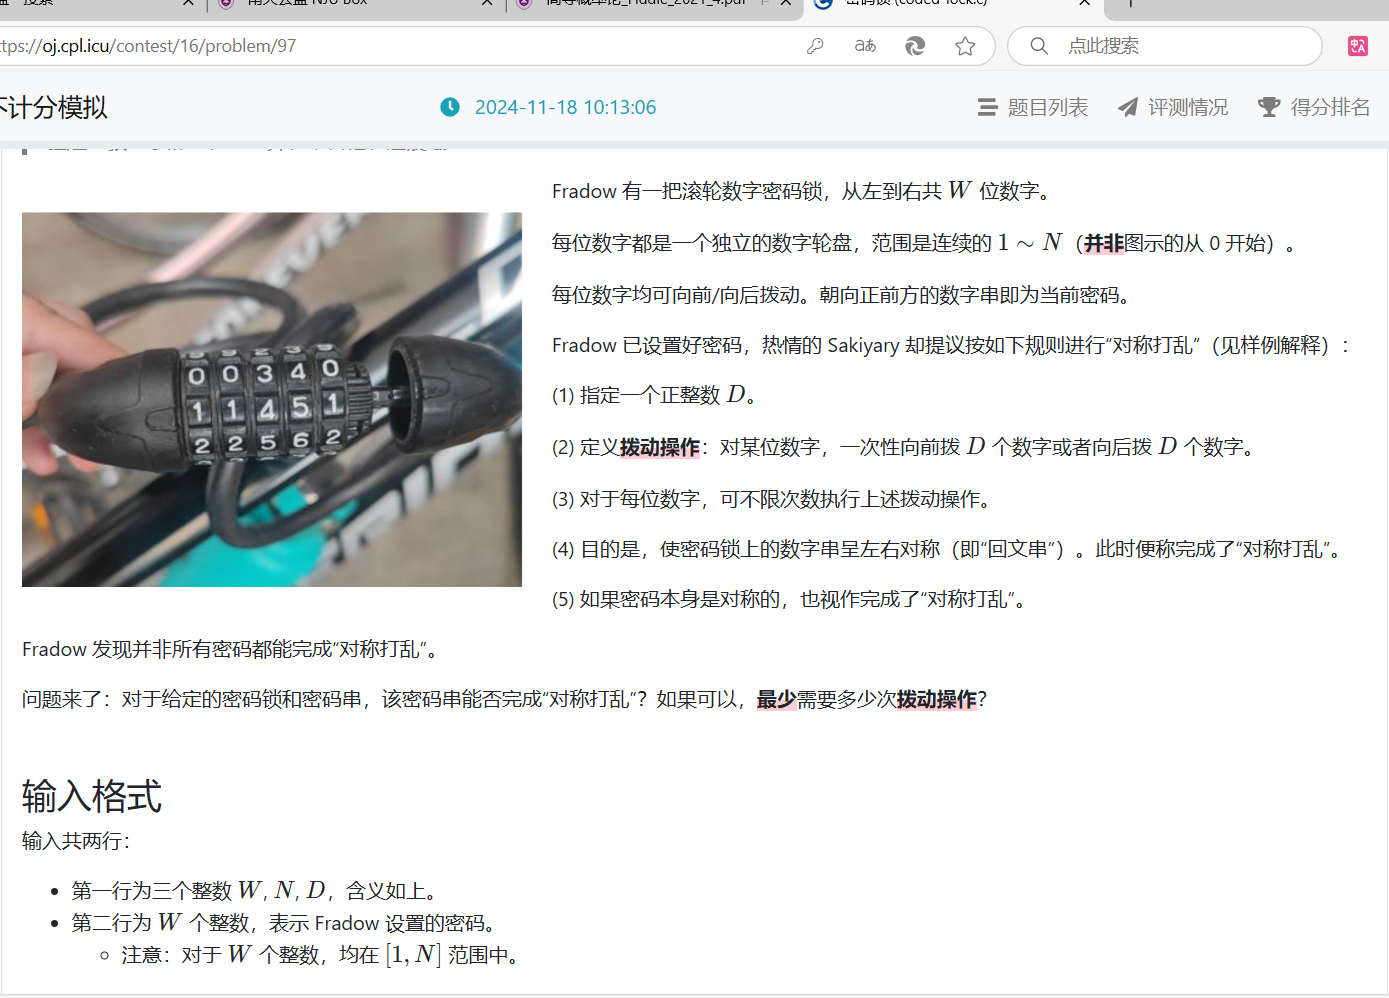 南大云盘 NJU Box
密码锁 (coded-lock.c)
tps://oj.cpl.icu/contest/16/problem/97
点此搜索
不计分模拟
2024-11-18 10:13:06
题目列表
评测情况
得分排名
Fradow 有一把滚轮数字密码锁，从左到右共 W 位数字。
每位数字都是一个独立的数字轮盘，范围是连续的 1 ∼ N（并非图示的从 0 开始）。
每位数字均可向前/向后拨动。朝向正前方的数字串即为当前密码。
Fradow 已设置好密码，热情的 Sakiyary 却提议按如下规则进行“对称打乱”（见样例解释）：
(1) 指定一个正整数 D。
(2) 定义拨动操作：对某位数字，一次性向前拨 D 个数字或者向后拨 D 个数字。
(3) 对于每位数字，可不限次数执行上述拨动操作。
(4) 目的是，使密码锁上的数字串呈左右对称（即“回文串”）。此时便称完成了“对称打乱”。
(5) 如果密码本身是对称的，也视作完成了“对称打乱”。
0 0 3 4 0
1 1 4 5 1
2 2 5 6 2
Fradow 发现并非所有密码都能完成“对称打乱”。
问题来了：对于给定的密码锁和密码串，该密码串能否完成“对称打乱”？如果可以，最少需要多少次拨动操作？
输入格式
输入共两行：
• 第一行为三个整数 W, N, D，含义如上。
• 第二行为 W 个整数，表示 Fradow 设置的密码。
◦ 注意：对于 W 个整数，均在 [1, N] 范围中。